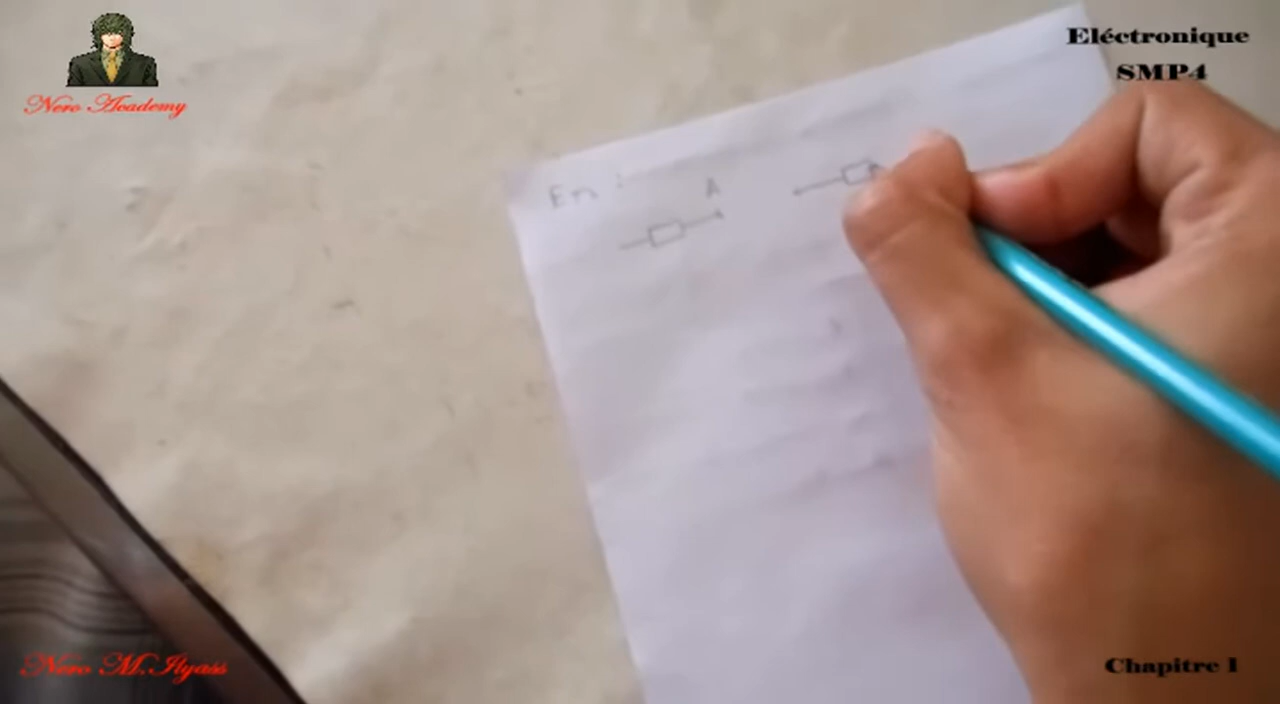 Eléctronique
SMP4
Nero Academy
En :
A
Nero M.Ilyass
Chapitre 1